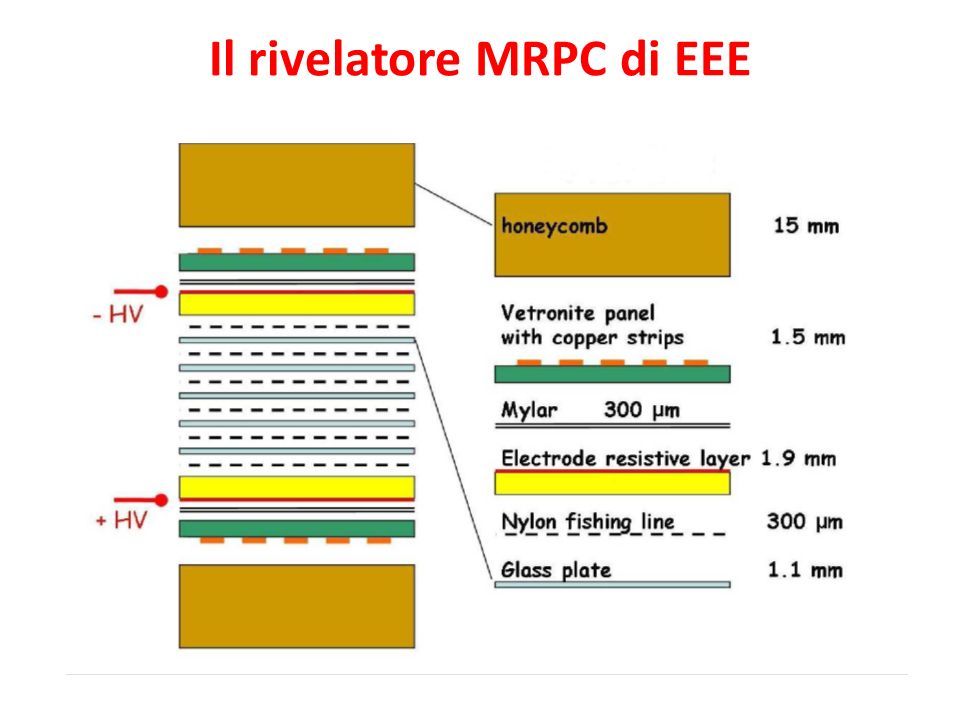 Il rivelatore MRPC di EEE
honeycomb 15 mm
- HV
Vetronite panel
with copper strips 1.5 mm
Mylar 300 μm
Electrode resistive layer 1.9 mm
+ HV
Nylon fishing line 300 μm
Glass plate 1.1 mm